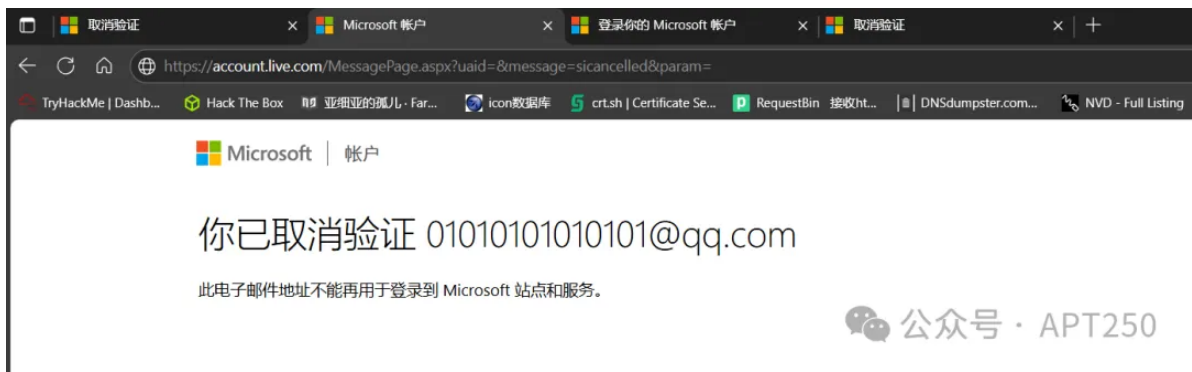 取消验证
Microsoft 帐户
登录你的 Microsoft 帐户
取消验证
https://account.live.com/MessagePage.aspx?uaid=&message=sicancelled&param=
TryHackMe | Dashb...
Hack The Box
亚细亚的孤儿 · Far...
icon数据库
crt.sh | Certificate Se...
RequestBin 接收ht...
DNSdumpster.com...
NVD - Full Listing
Microsoft | 帐户
你已取消验证 01010101010101@qq.com
此电子邮件地址不能再用于登录到 Microsoft 站点和服务。
公众号 · APT250